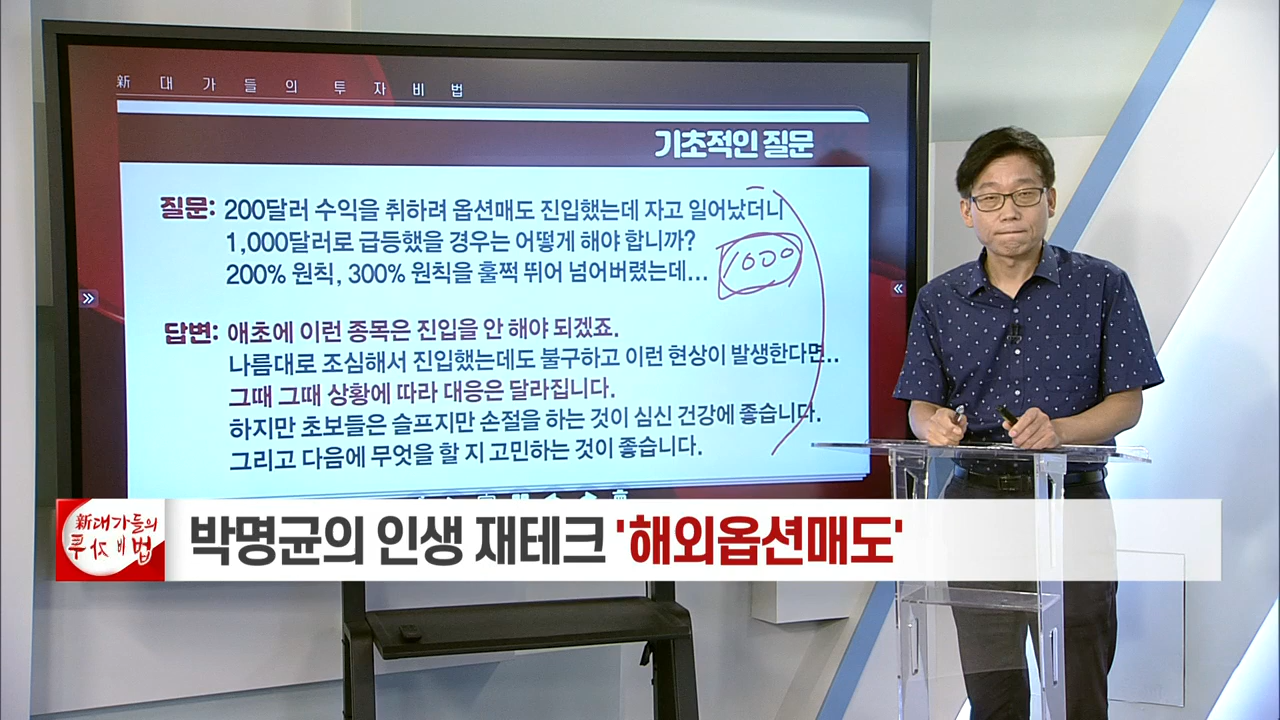 新 대 가 들 의 투 자 비 법
기초적인 질문
질문: 200달러 수익을 취하려 옵션매도 진입했는데 자고 일어났더니
1,000달러로 급등했을 경우는 어떻게 해야 합니까?
200% 원칙, 300% 원칙을 훌쩍 뛰어 넘어버렸는데...
1000
답변: 애초에 이런 종목은 진입을 안 해야 되겠죠.
나름대로 조심해서 진입했는데도 불구하고 이런 현상이 발생한다면..
그때 그때 상황에 따라 대응은 달라집니다.
하지만 초보들은 슬프지만 손절을 하는 것이 심신 건강에 좋습니다.
그리고 다음에 무엇을 할 지 고민하는 것이 좋습니다.
新대가들의
투資비법
박명균의 인생 재테크 '해외옵션매도'